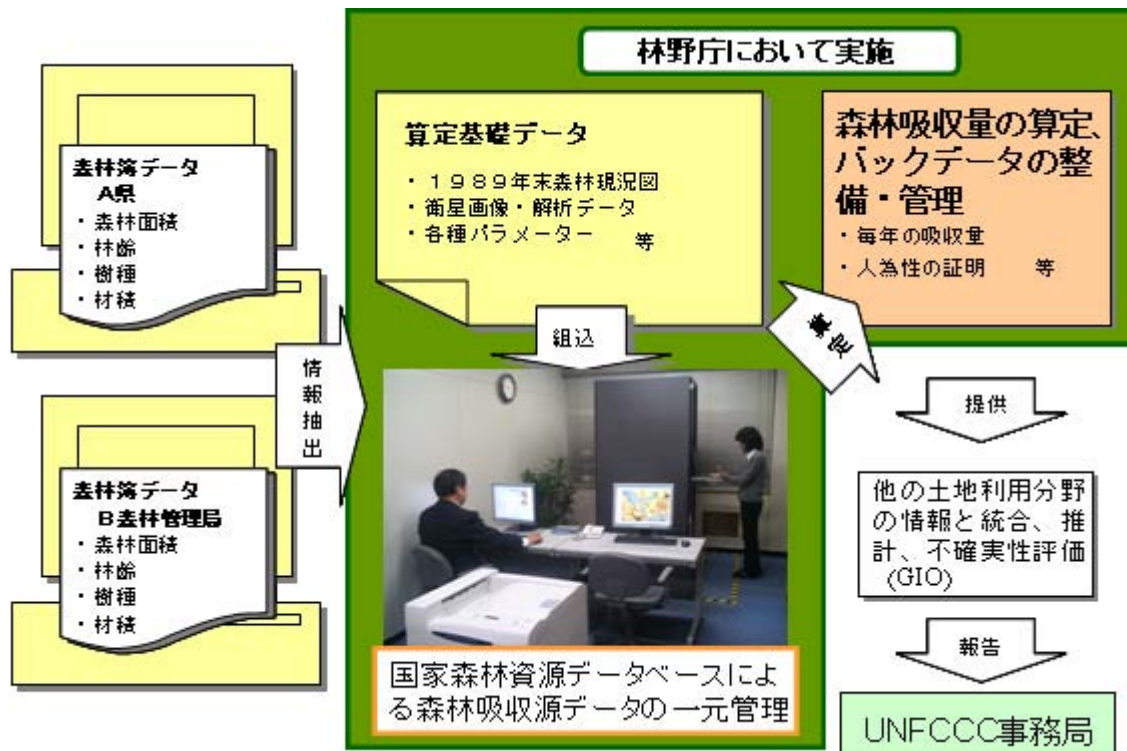 林野庁において実施
森林簿データ
A県
・森林面積
・林齢
・樹種
・材積
森林簿データ
B森林管理局
・森林面積
・林齢
・樹種
・材積
情報抽出
算定基礎データ
・１９８９年末森林現況図
・衛星画像・解析データ
・各種パラメーター 等
組込
国家森林資源データベースによ
る森林吸収源データの一元管理
算定
森林吸収量の算定、
バックデータの整
備・管理
・毎年の吸収量
・人為性の証明 等
提供
他の土地利用分野
の情報と統合、推
計、不確実性評価
(GIO)
報告
UNFCCC事務局